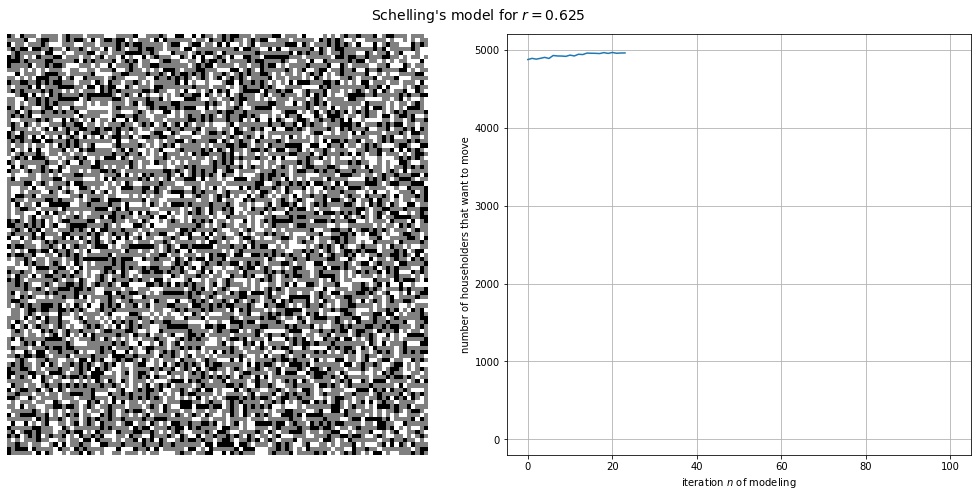 Schelling's model for r = 0.625
number of householders that want to move
5000
4000
3000
2000
1000
0
0 20 40 60 80 100
iteration n of modeling